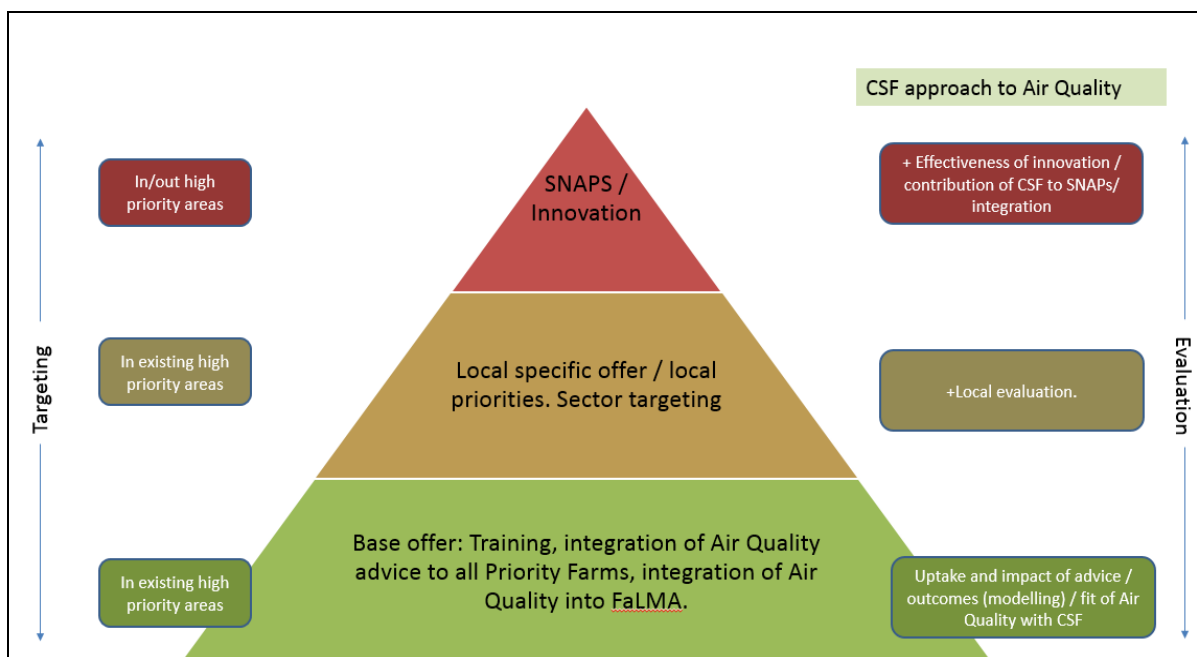 CSF approach to Air Quality
In/out high
priority areas
SNAPS /
Innovation
+ Effectiveness of innovation /
contribution of CSF to SNAPs/
integration
Targeting
In existing high
priority areas
Local specific offer / local
priorities. Sector targeting
+Local evaluation.
Evaluation
In existing high
priority areas
Base offer: Training, integration of Air Quality
advice to all Priority Farms, integration of Air
Quality into FaLMA.
Uptake and impact of advice /
outcomes (modelling) / fit of Air
Quality with CSF